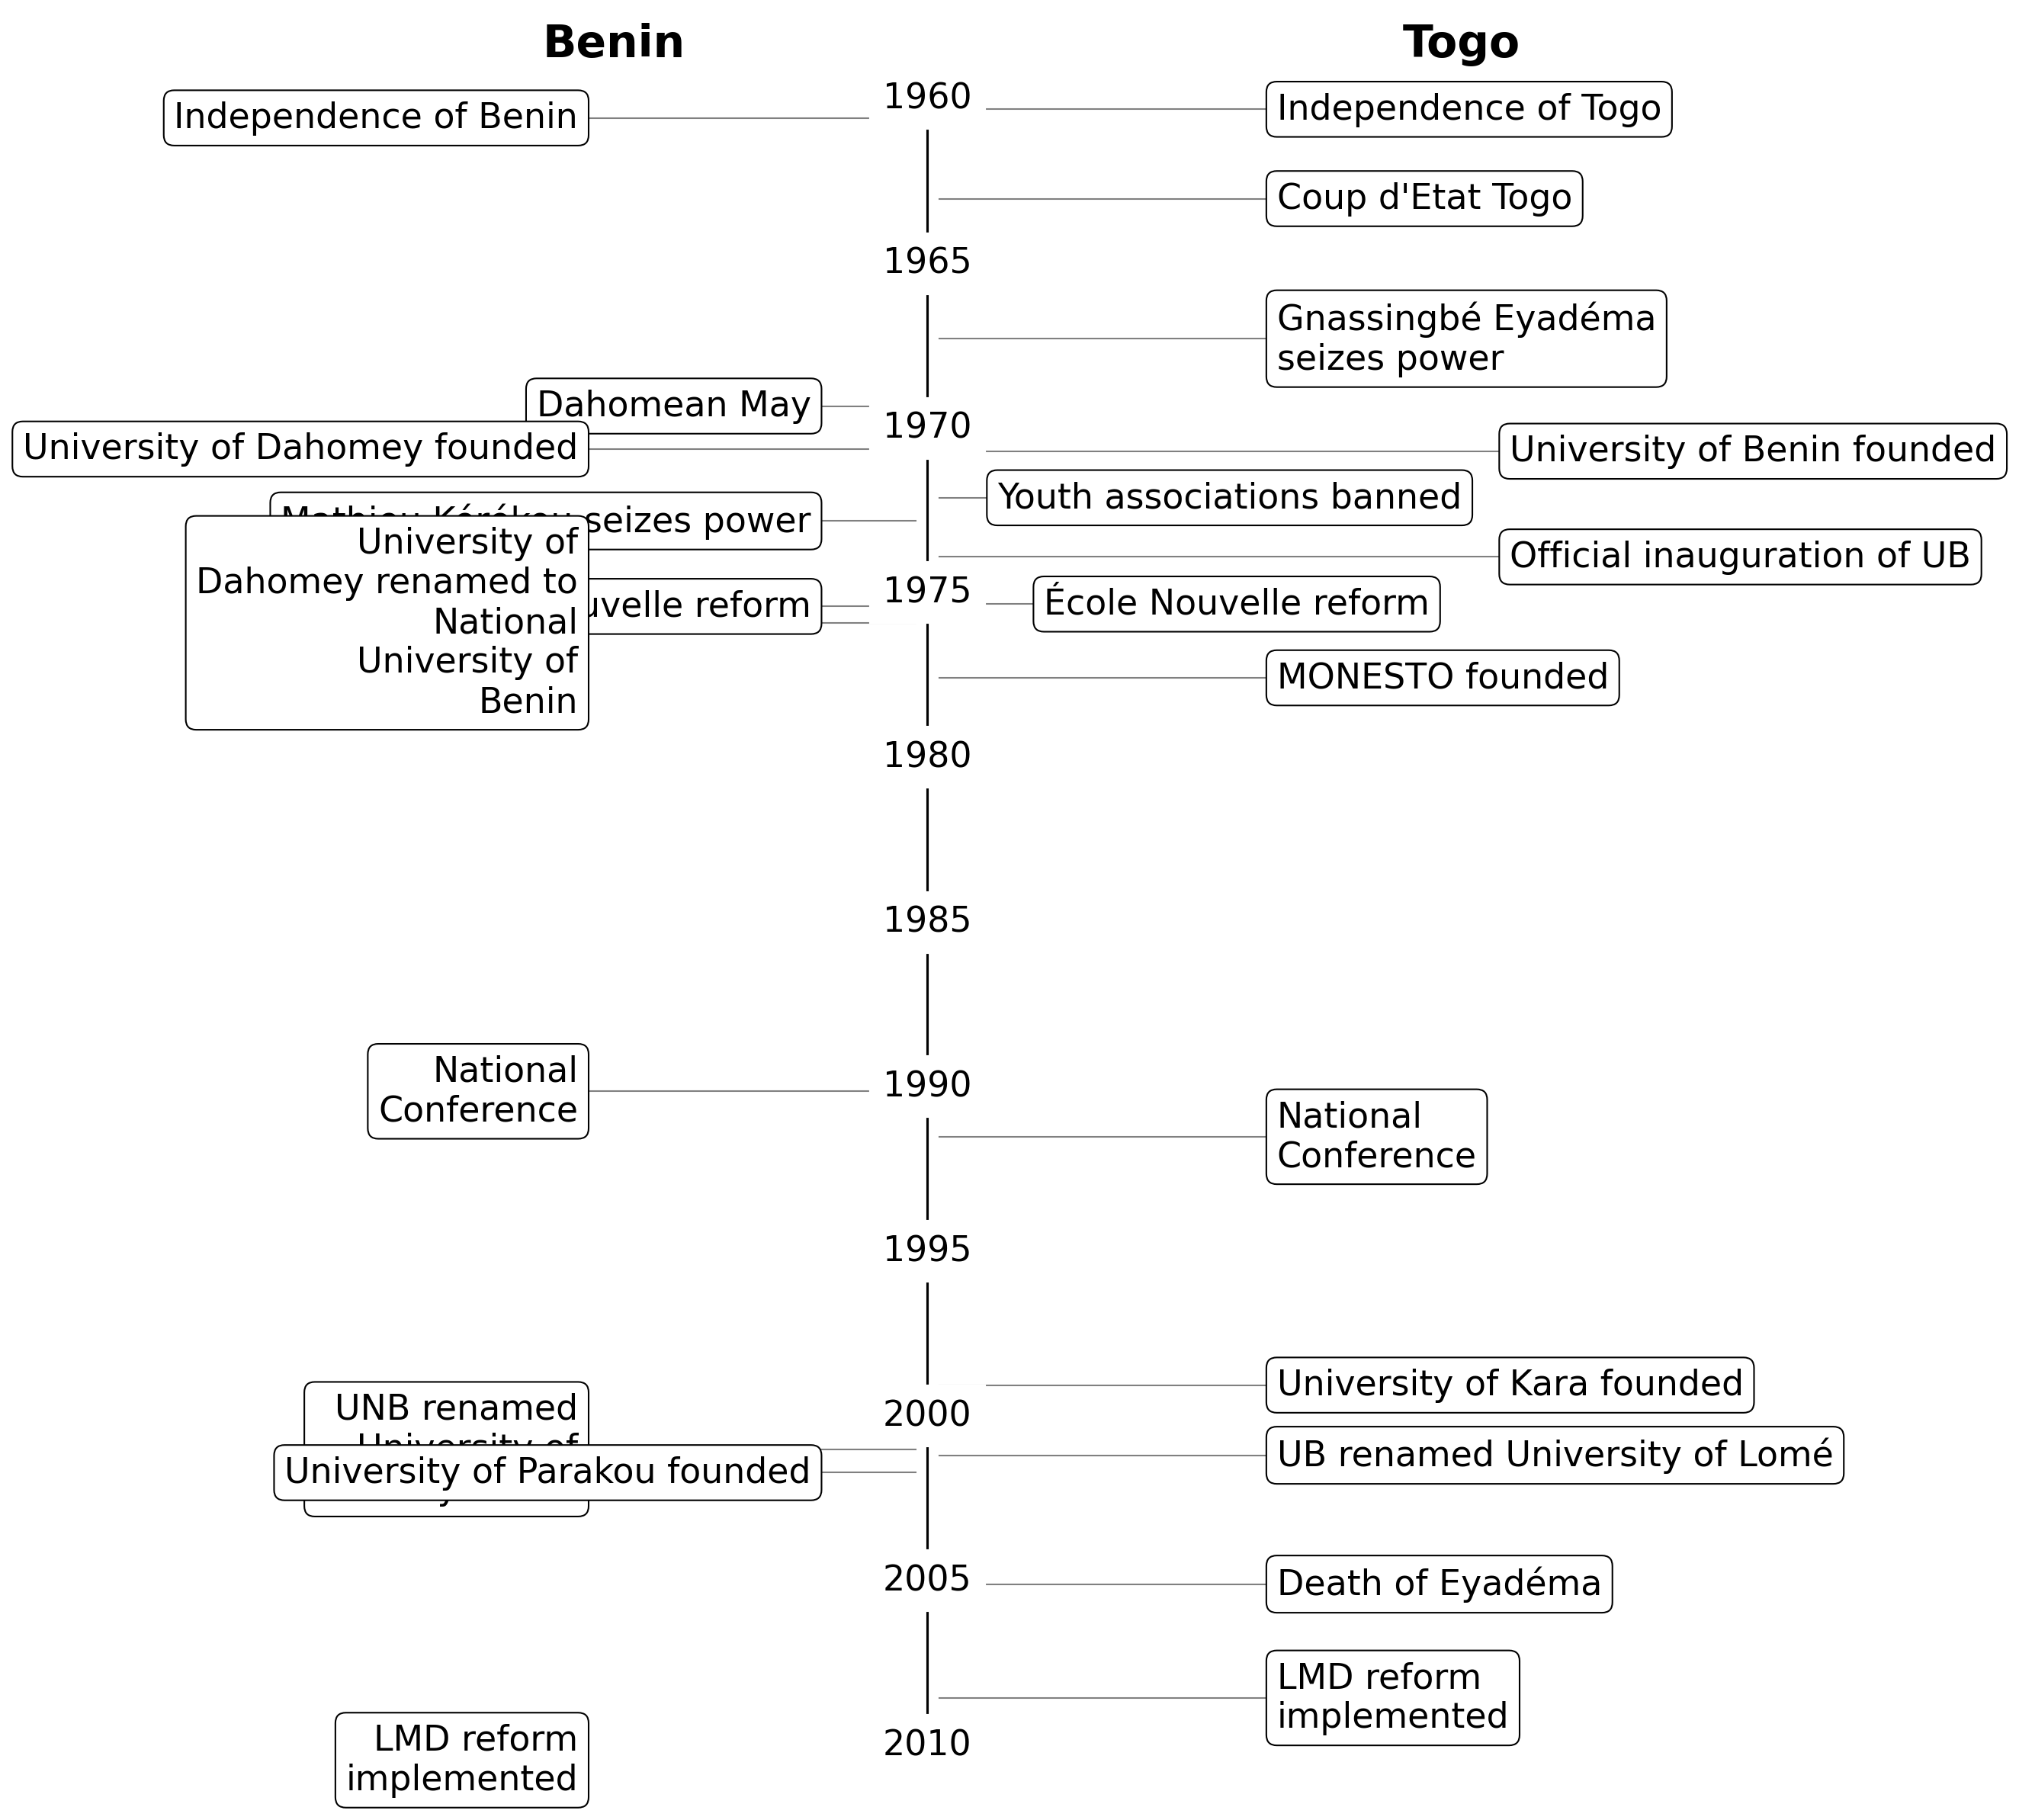 Benin
Togo
1960
Independence of Togo
Independence of Benin
Coup d'Etat Togo
1965
Gnassingbé Eyadéma
seizes power
Dahomean May
1970
University of Dahomey founded
University of Benin founded
Youth associations banned
seizes power
University of
Dahomey renamed to
National
University of
Benin
Official inauguration of UB
1975
École Nouvelle reform
reform
MONESTO founded
1980
1985
1990
National
Conference
National
Conference
1995
University of Kara founded
2000
UNB renamed
University of Parakou founded
UB renamed University of Lomé
2005
Death of Eyadéma
LMD reform
implemented
2010
LMD reform
implemented